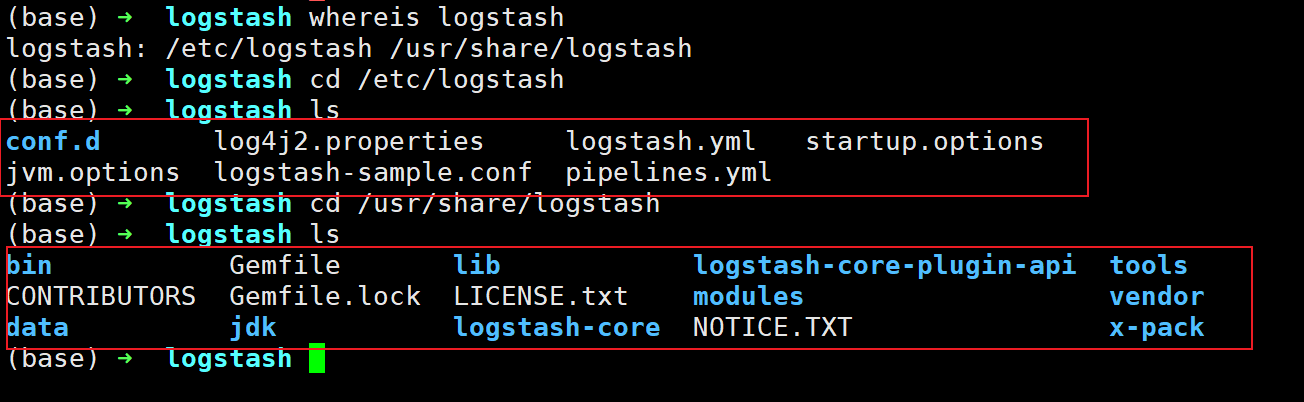 (base) ➜  logstash whereis logstash
logstash: /etc/logstash /usr/share/logstash
(base) ➜  logstash cd /etc/logstash
(base) ➜  logstash ls
conf.d       log4j2.properties     logstash.yml   startup.options
jvm.options  logstash-sample.conf  pipelines.yml
(base) ➜  logstash cd /usr/share/logstash
(base) ➜  logstash ls
bin           Gemfile       lib            logstash-core-plugin-api  tools
CONTRIBUTORS  Gemfile.lock  LICENSE.txt    modules                   vendor
data          jdk           logstash-core  NOTICE.TXT                x-pack
(base) ➜  logstash